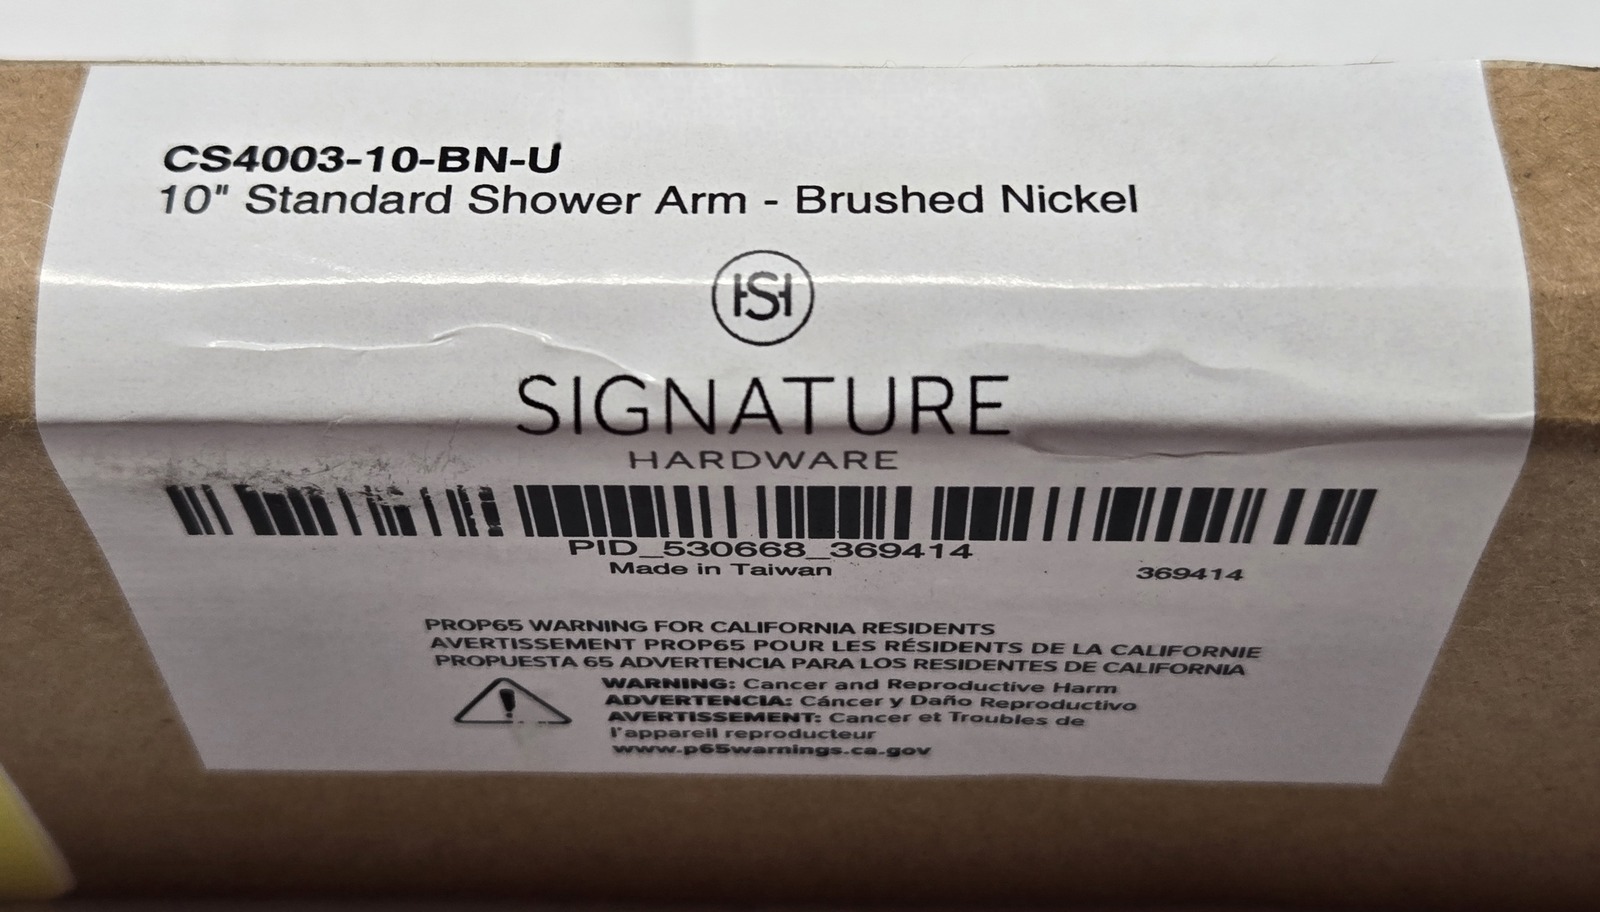 CS4003-10-BN-U
10" Standard Shower Arm - Brushed Nickel
HSH
SIGNATURE
HARDWARE
PID_530668_369414
Made in Taiwan
369414
PROP65 WARNING FOR CALIFORNIA RESIDENTS
AVERTISSEMENT PROP65 POUR LES RÉSIDENTS DE LA CALIFORNIE
PROPUESTA 65 ADVERTENCIA PARA LOS RESIDENTES DE CALIFORNIA
WARNING: Cancer and Reproductive Harm
ADVERTENCIA: Cáncer y Daño Reproductivo
AVERTISSEMENT: Cancer et Troubles de
l'appareil reproducteur
www.p65warnings.ca.gov